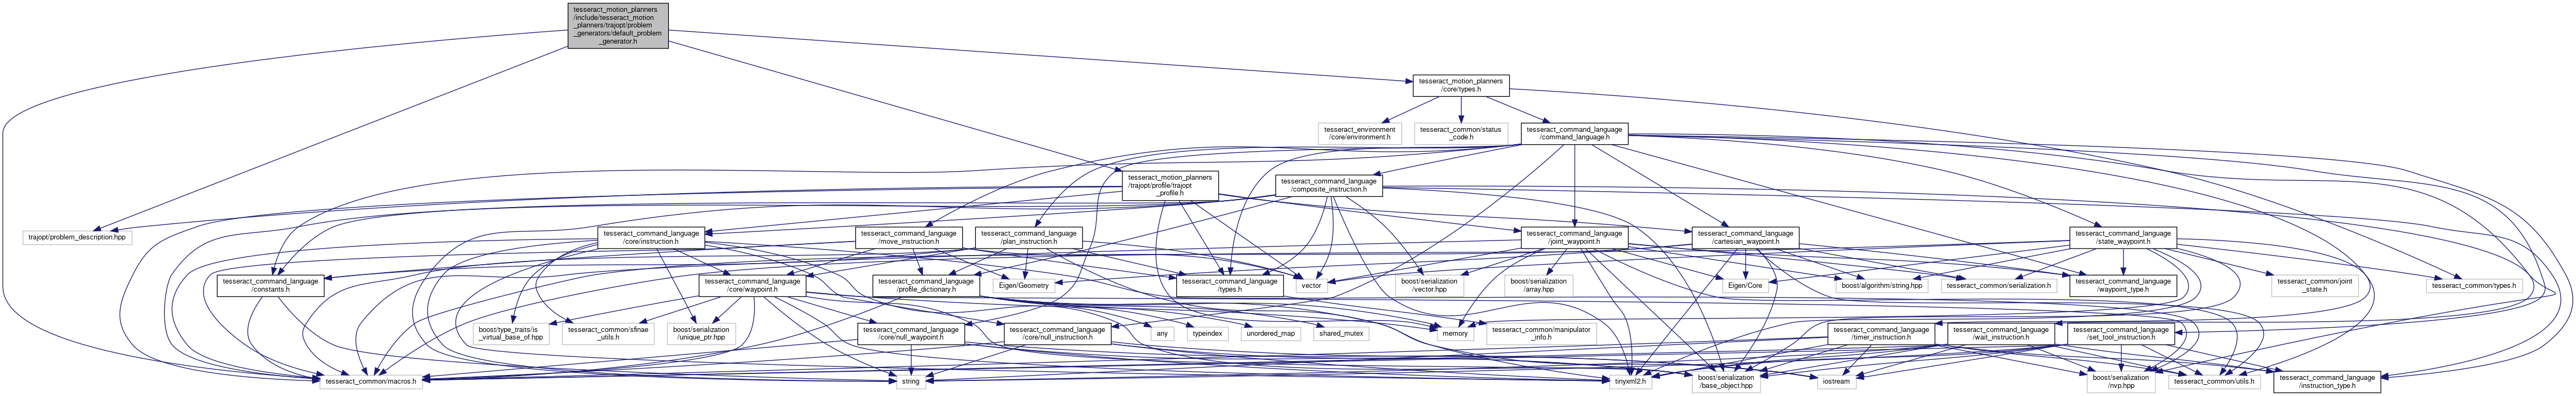 tesseract_motion_planners
/include/tesseract_motion
_planners/trajopt/problem
_generators/default_problem
_generator.h
tesseract_motion_planners
/core/types.h
tesseract_environment
/core/environment.h
tesseract_common/status
_code.h
tesseract_command_language
/command_language.h
tesseract_motion_planners
/trajopt/profile/trajopt
_profile.h
tesseract_command_language
/composite_instruction.h
trajopt/problem_description.hpp
tesseract_command_language
/core/instruction.h
tesseract_command_language
/move_instruction.h
tesseract_command_language
/plan_instruction.h
tesseract_command_language
/joint_waypoint.h
tesseract_command_language
/cartesian_waypoint.h
tesseract_command_language
/state_waypoint.h
tesseract_command_language
/constants.h
tesseract_command_language
/core/waypoint.h
tesseract_command_language
/profile_dictionary.h
Eigen/Geometry
tesseract_command_language
/types.h
vector
boost/serialization
/vector.hpp
boost/serialization
/array.hpp
Eigen/Core
boost/algorithm/string.hpp
tesseract_common/serialization.h
tesseract_command_language
/waypoint_type.h
tesseract_common/joint
_state.h
tesseract_common/types.h
boost/type_traits/is
_virtual_base_of.hpp
tesseract_common/sfinae
_utils.h
boost/serialization
/unique_ptr.hpp
tesseract_command_language
/core/null_waypoint.h
tesseract_command_language
/core/null_instruction.h
any
typeindex
unordered_map
shared_mutex
memory
tesseract_common/manipulator
_info.h
tesseract_command_language
/timer_instruction.h
tesseract_command_language
/wait_instruction.h
tesseract_command_language
/set_tool_instruction.h
tesseract_common/macros.h
string
tinyxml2.h
boost/serialization
/base_object.hpp
iostream
boost/serialization
/nvp.hpp
tesseract_common/utils.h
tesseract_command_language
/instruction_type.h